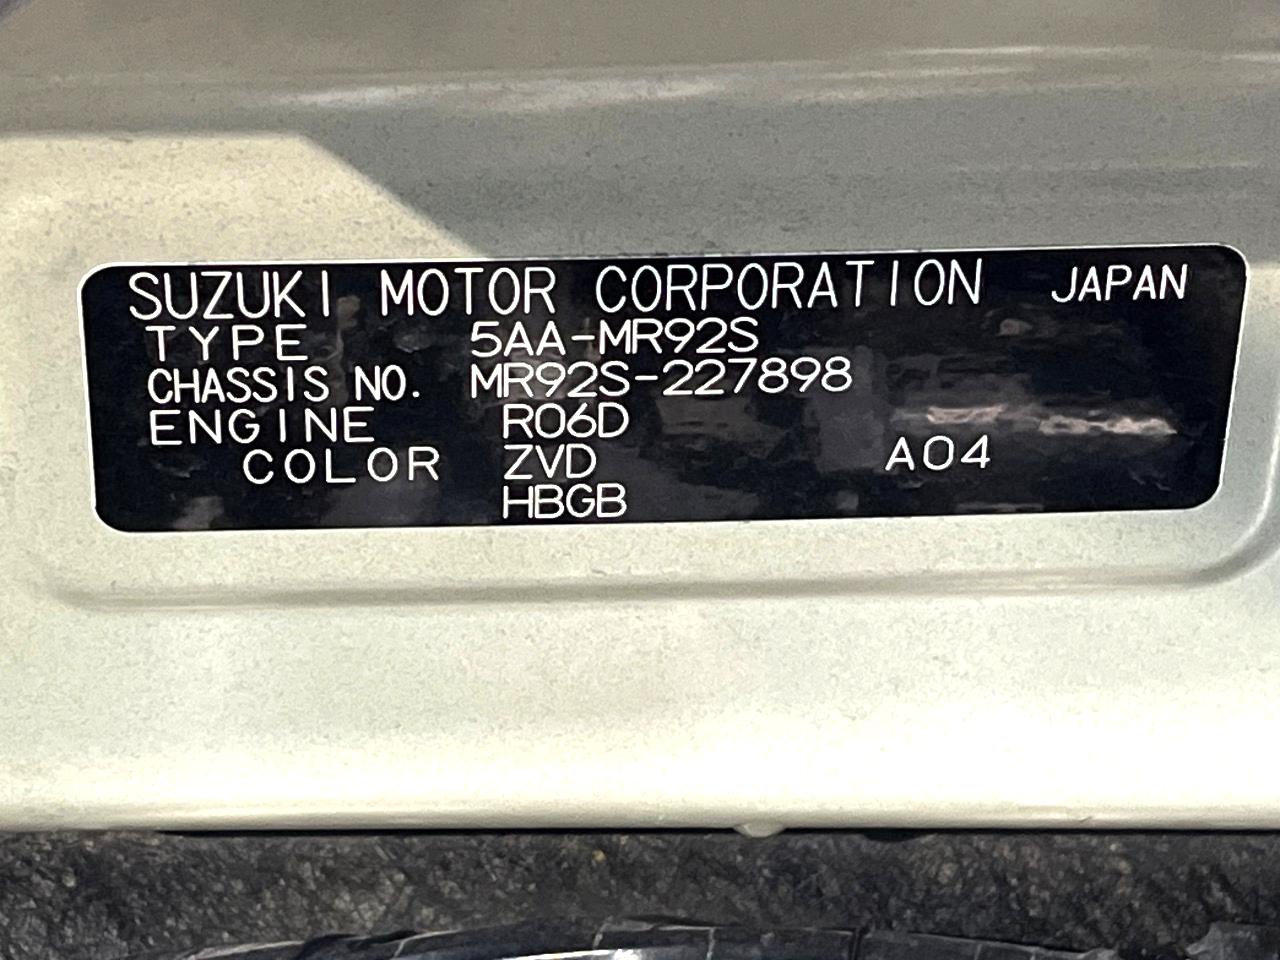 SUZUKI MOTOR CORPORATION JAPAN
TYPE 5AA-MR92S
CHASSIS NO. MR92S-227898
ENGINE R06D
COLOR ZVD A04
HBGB